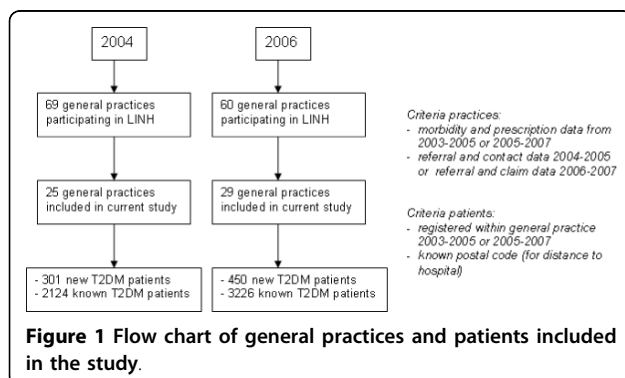 2004
2006
69 general practices
participating in LINH
60 general practices
participating in LINH
Criteria practices:
- morbidity and prescription data from
2003-2005 or 2005-2007
- referral and contact data 2004-2005
or referral and claim data 2006-2007
25 general practices
included in current study
29 general practices
included in current study
Criteria patients:
- registered within general practice
2003-2005 or 2005-2007
- known postal code (for distance to
hospital)
- 301 new T2DM patients
- 2124 known T2DM patients
- 450 new T2DM patients
- 3226 known T2DM patients
Figure 1 Flow chart of general practices and patients included
in the study.